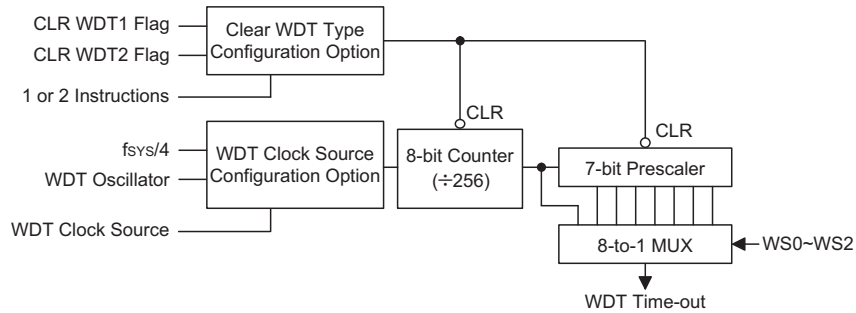 CLR WDT1 Flag
CLR WDT2 Flag
1 or 2 Instructions
Clear WDT Type
Configuration Option
CLR
CLR
fSYS/4
WDT Oscillator
WDT Clock Source
WDT Clock Source
Configuration Option
8-bit Counter
(÷256)
7-bit Prescaler
8-to-1 MUX
WS0~WS2
WDT Time-out